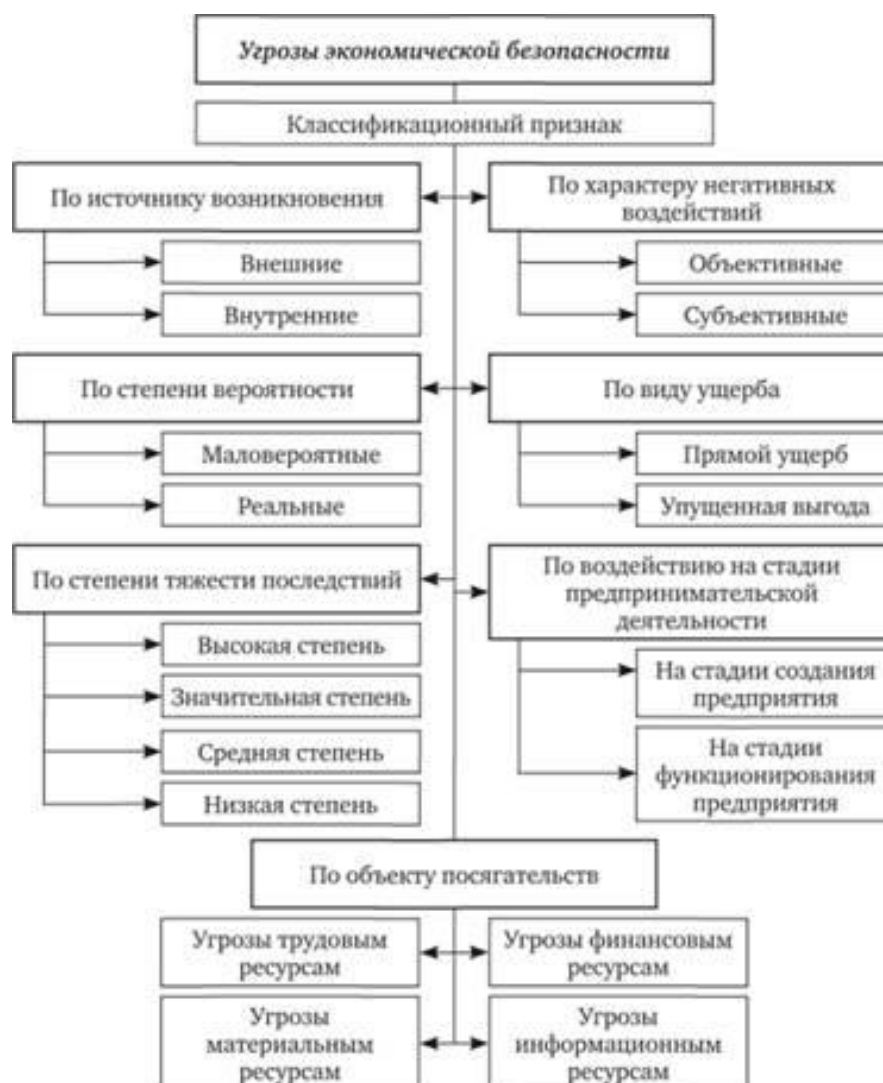 Угрозы экономической безопасности
Классификационный признак
По источнику возникновения
Внешние
Внутренние
По характеру негативных
воздействий
Объективные
Субъективные
По степени вероятности
Маловероятные
Реальные
По виду ущерба
Прямой ущерб
Упущенная выгода
По степени тяжести последствий
Высокая степень
Значительная степень
Средняя степень
Низкая степень
По воздействию на стадии
предпринимательской
деятельности
На стадии создания
предприятия
На стадии
функционирования
предприятия
По объекту посягательств
Угрозы трудовым
ресурсам
Угрозы финансовым
ресурсам
Угрозы
материальным
ресурсам
Угрозы
информационным
ресурсам